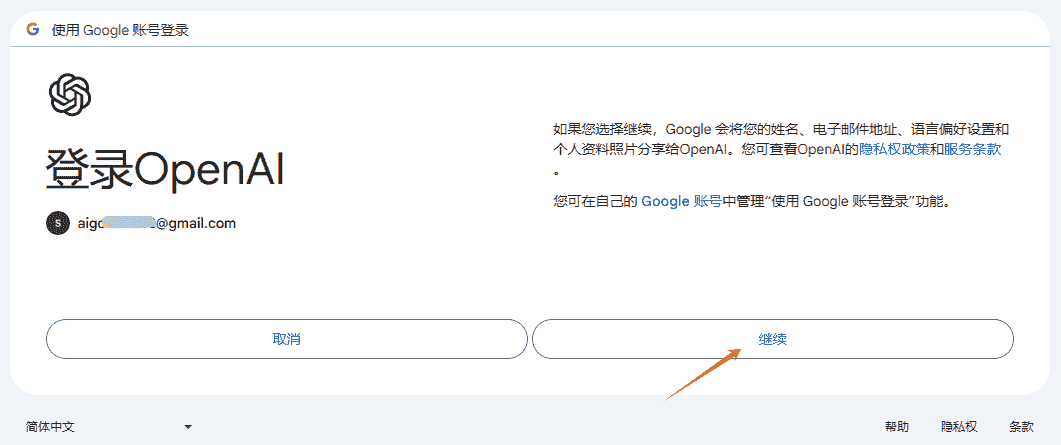 使用 Google 账号登录
登录OpenAI
s
@gmail.com
如果您选择继续，Google 会将您的姓名、电子邮件地址、语言偏好设置和
个人资料照片分享给OpenAI。您可查看OpenAI的隐私权政策和服务条款
。
您可在自己的 Google 账号中管理“使用 Google 账号登录”功能。
取消
继续
简体中文
帮助
隐私权
条款